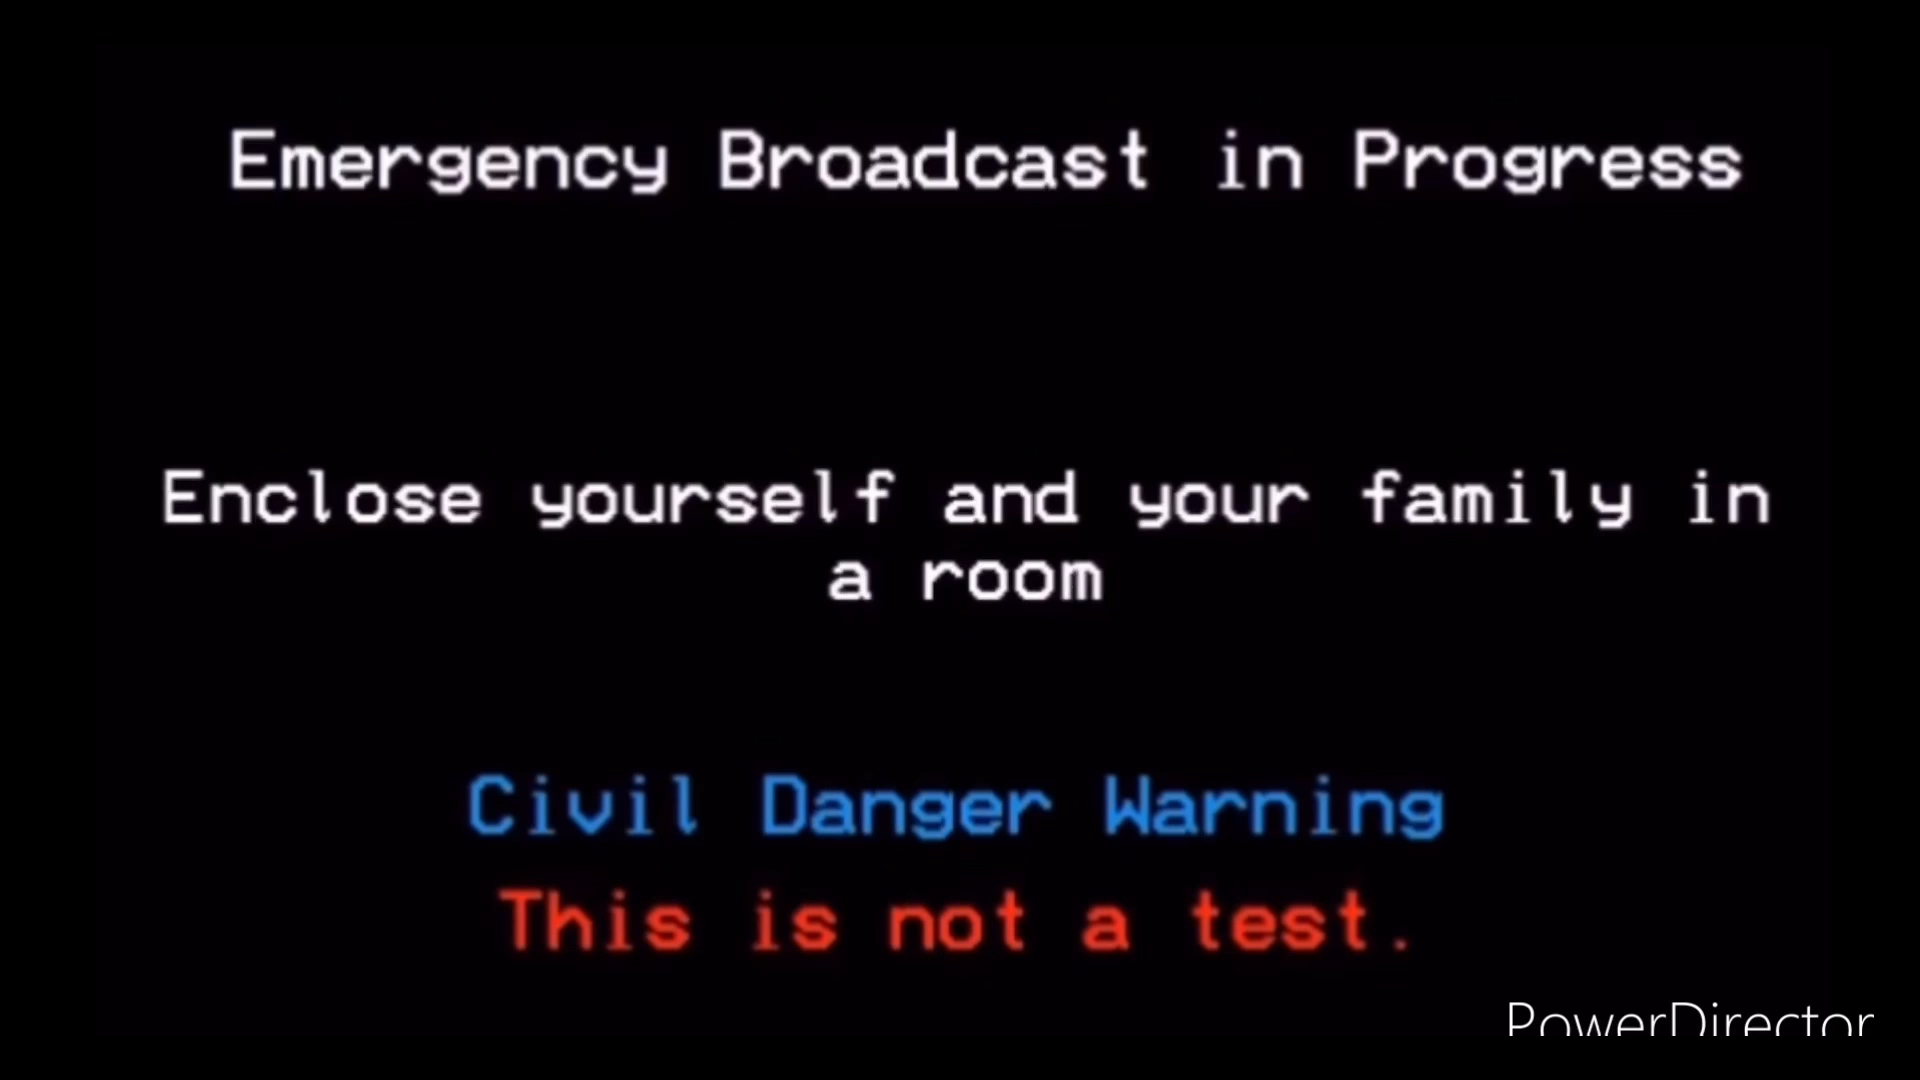 Emergency Broadcast in Progress
Enclose yourself and your family in
a room
Civil Danger Warning
This is not a test.
PowerDirector